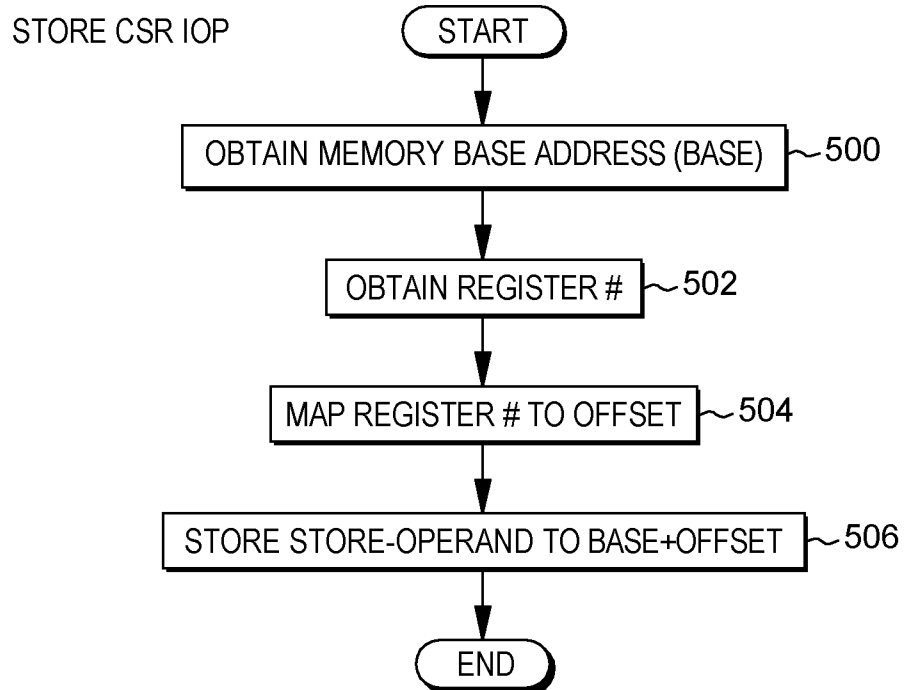 STORE CSR IOP
START
OBTAIN MEMORY BASE ADDRESS (BASE)
500
OBTAIN REGISTER #
502
MAP REGISTER # TO OFFSET
504
STORE STORE-OPERAND TO BASE+OFFSET
506
END